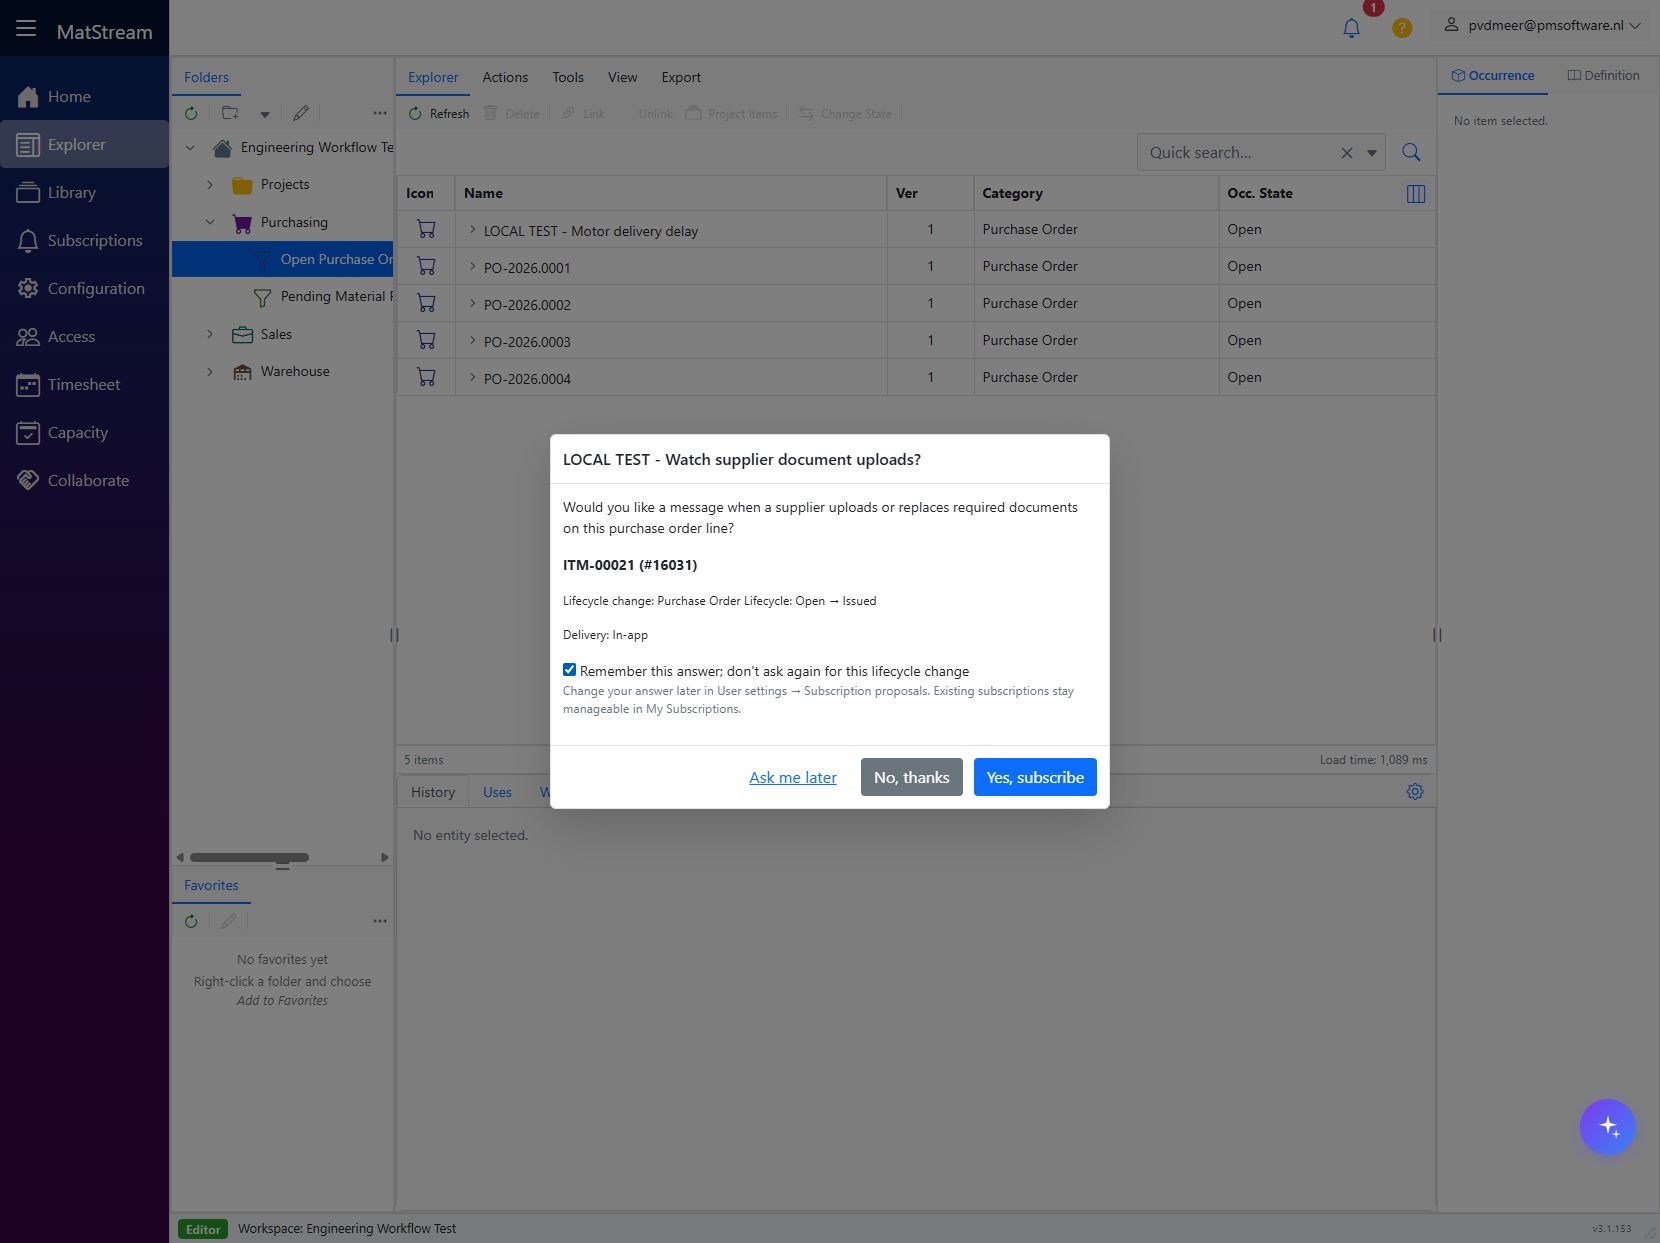 MatStream
1
?
pvdmeer@pmsoftware.nl
Home
Explorer
Library
Subscriptions
Configuration
Access
Timesheet
Capacity
Collaborate
Folders
Engineering Workflow Te
Projects
Purchasing
Open Purchase Or
Pending Material
Sales
Warehouse
Favorites
No favorites yet
Right-click a folder and choose
Add to Favorites
Explorer Actions Tools View Export
Refresh Delete Link Unlink Project Items Change State
Quick search...
Icon Name Ver Category Occ. State
LOCAL TEST - Motor delivery delay 1 Purchase Order Open
PO-2026.0001 1 Purchase Order Open
PO-2026.0002 1 Purchase Order Open
PO-2026.0003 1 Purchase Order Open
PO-2026.0004 1 Purchase Order Open
LOCAL TEST - Watch supplier document uploads?
Would you like a message when a supplier uploads or replaces required documents
on this purchase order line?
ITM-00021 (#16031)
Lifecycle change: Purchase Order Lifecycle: Open → Issued
Delivery: In-app
Remember this answer; don't ask again for this lifecycle change
Change your answer later in User settings → Subscription proposals. Existing subscriptions stay
manageable in My Subscriptions.
Ask me later No, thanks Yes, subscribe
5 items Load time: 1,089 ms
History Uses
No entity selected.
Occurrence Definition
No item selected.
Editor Workspace: Engineering Workflow Test v3.1.153